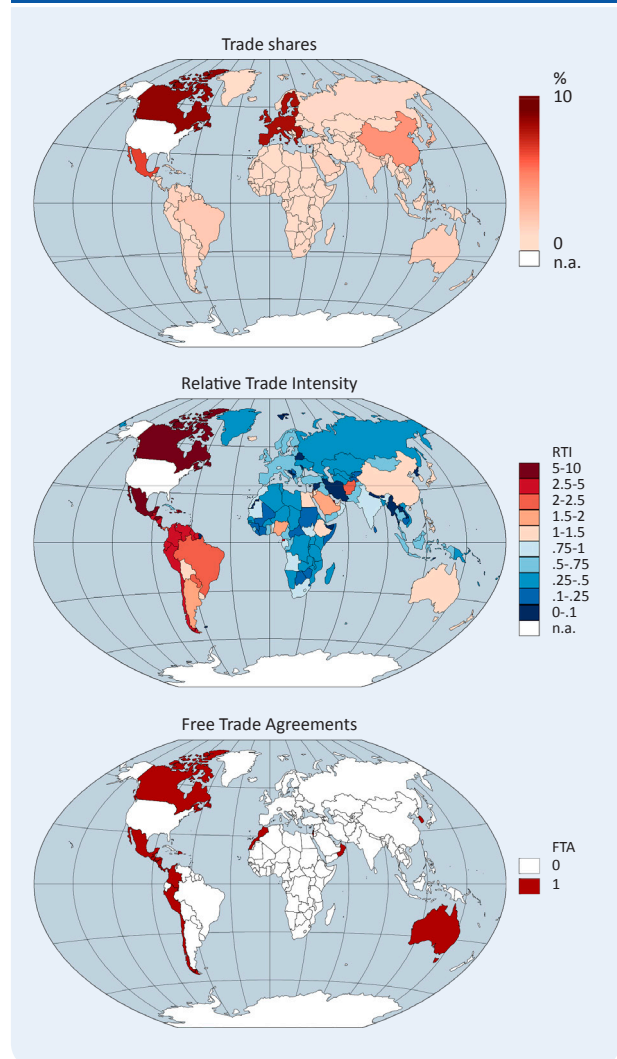 Trade shares
%
10
0
n.a.
Relative Trade Intensity
RTI
5-10
2.5-5
2-2.5
1.5-2
1-1.5
.75-1
.5-.75
.25-.5
.1-.25
0-.1
n.a.
Free Trade Agreements
FTA
0
1